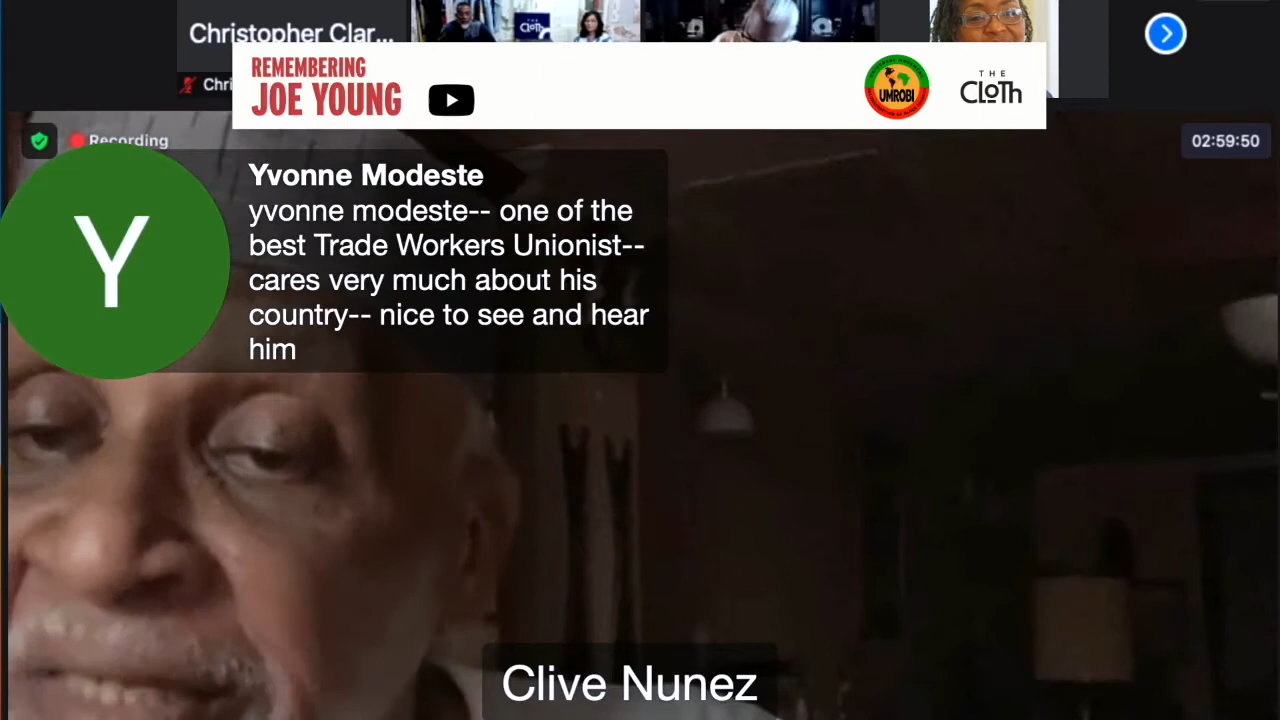 Christopher Clar...
Chri
REMEMBERING
JOE YOUNG
UMROBI
THE
CLOTH
THE
CLOTH
Recording
02:59:50
Y
Yvonne Modeste
yvonne modeste-- one of the
best Trade Workers Unionist--
cares very much about his
country-- nice to see and hear
him
Clive Nunez